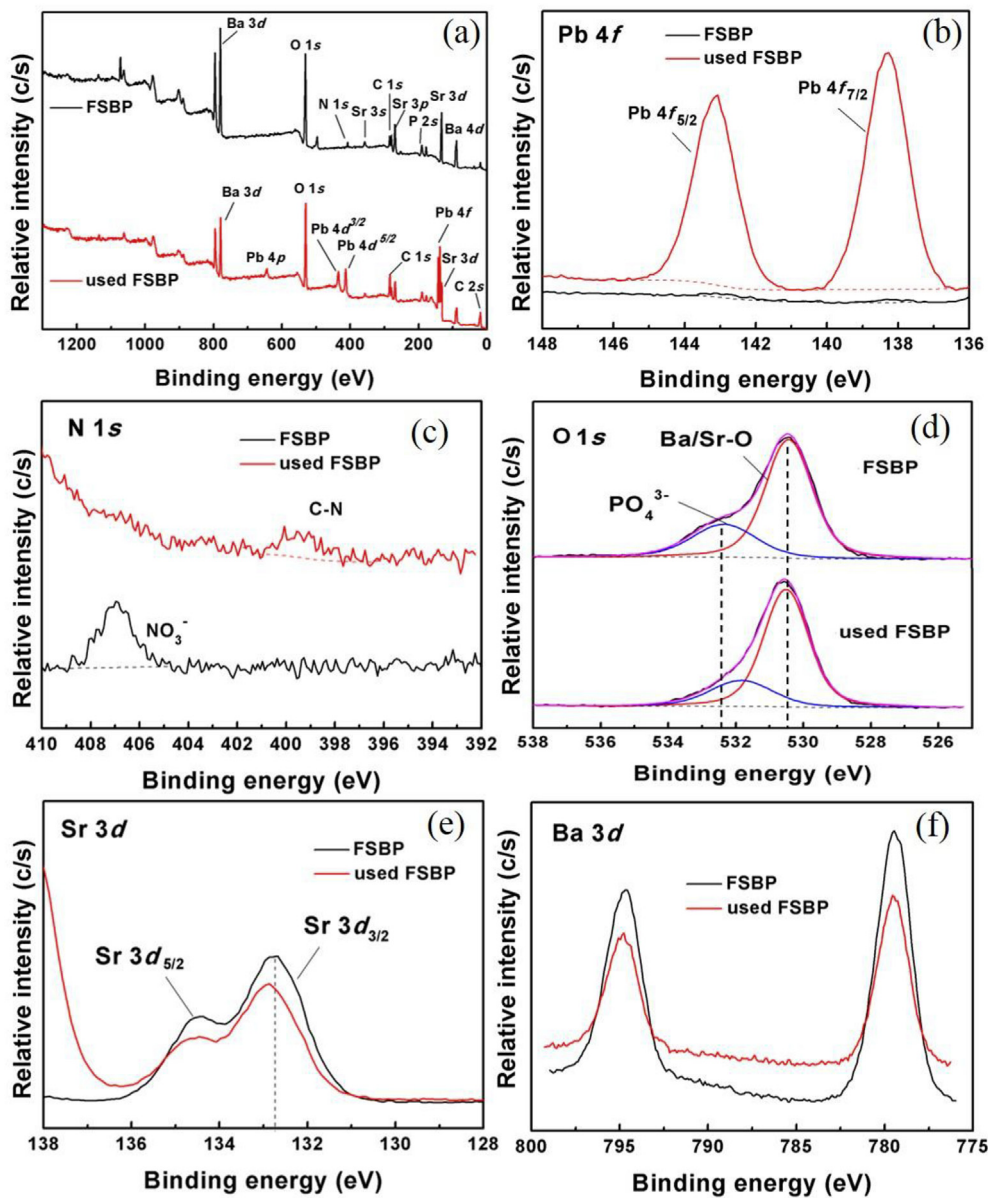 (a)
Ba 3d
O 1s
C 1s
Sr 3d
N 1s
Sr 3s
Sr 3p
P 2s
Ba 4d
FSBP
Ba 3d
O 1s
Pb 4f
Pb 4d3/2
Pb 4d5/2
Pb 4p
C 1s
Sr 3d
C 2s
used FSBP
1200 1000 800 600 400 200 0
Binding energy (eV)
Relative intensity (c/s)
Pb 4f
FSBP
used FSBP
(b)
Pb 4f7/2
Pb 4f5/2
148 146 144 142 140 138 136
Binding energy (eV)
Relative intensity (c/s)
N 1s
FSBP
used FSBP
(c)
C-N
NO3-
410 408 406 404 402 400 398 396 394 392
Binding energy (eV)
Relative intensity (c/s)
O 1s
Ba/Sr-O
(d)
FSBP
PO43-
used FSBP
538 536 534 532 530 528 526
Binding energy (eV)
Relative intensity (c/s)
Sr 3d
FSBP
used FSBP
(e)
Sr 3d3/2
Sr 3d5/2
138 136 134 132 130 128
Binding energy (eV)
Relative intensity (c/s)
Ba 3d
(f)
FSBP
used FSBP
800 795 790 785 780 775
Binding energy (eV)
Relative intensity (c/s)